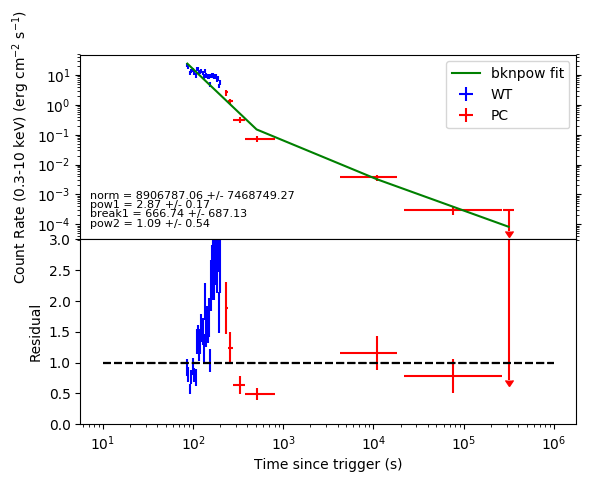 Count Rate (0.3-10 keV) (erg cm⁻² s⁻¹)
10¹
10⁰
10⁻¹
10⁻²
10⁻³
10⁻⁴
bknpow fit
WT
PC
norm = 8906787.06 +/- 7468749.27
pow1 = 2.87 +/- 0.17
break1 = 666.74 +/- 687.13
pow2 = 1.09 +/- 0.54
Residual
3.0
2.5
2.0
1.5
1.0
0.5
0.0
10¹ 10² 10³ 10⁴ 10⁵ 10⁶
Time since trigger (s)